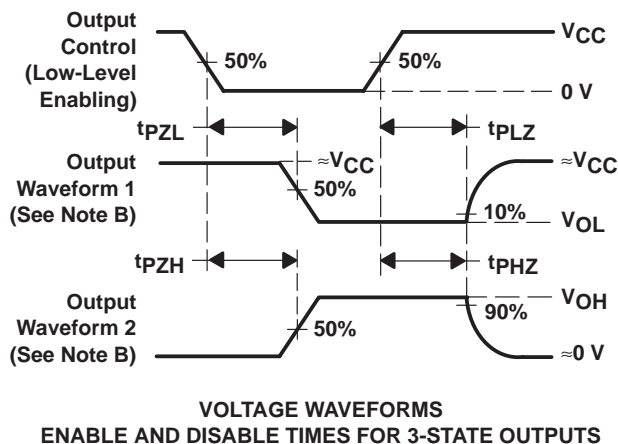 Output
Control
(Low-Level
Enabling)
50%
50%
VCC
0 V
tPZL
tPLZ
Output
Waveform 1
(See Note B)
≈VCC
50%
≈VCC
10%
VOL
tPZH
tPHZ
Output
Waveform 2
(See Note B)
50%
VOH
90%
≈0 V
VOLTAGE WAVEFORMS
ENABLE AND DISABLE TIMES FOR 3-STATE OUTPUTS